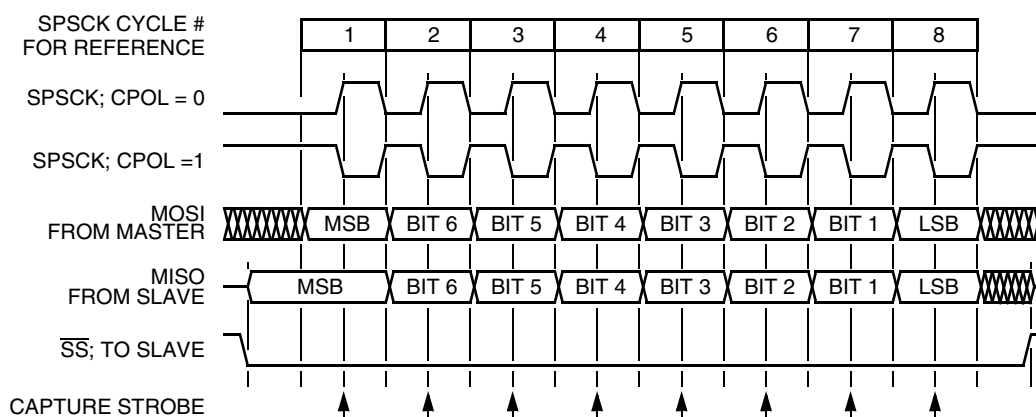 SPSCK CYCLE #
FOR REFERENCE
1 2 3 4 5 6 7 8
SPSCK; CPOL = 0
SPSCK; CPOL =1
MOSI
FROM MASTER
MSB BIT 6 BIT 5 BIT 4 BIT 3 BIT 2 BIT 1 LSB
MISO
FROM SLAVE
MSB BIT 6 BIT 5 BIT 4 BIT 3 BIT 2 BIT 1 LSB
S̅S̅; TO SLAVE
CAPTURE STROBE